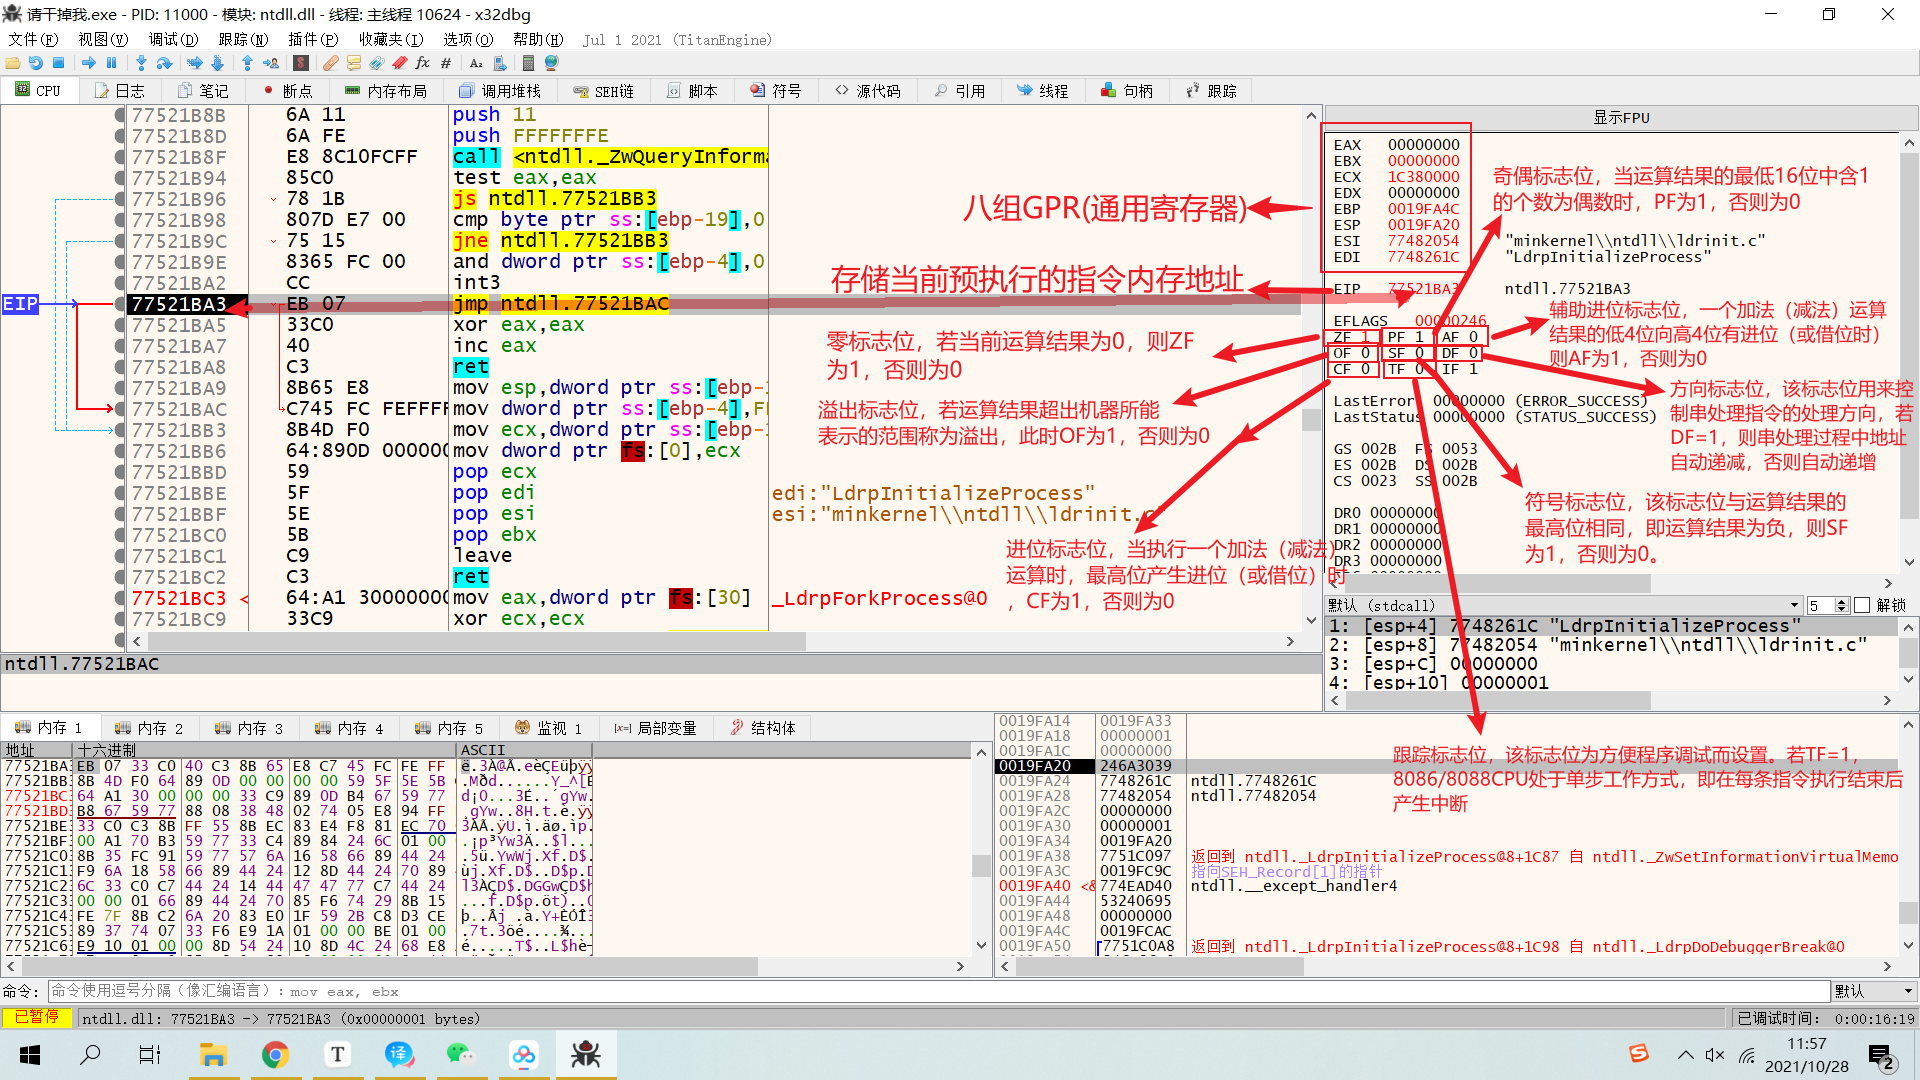 请干掉我.exe - PID: 11000 - 模块: ntdll.dll - 线程: 主线程 10624 - x32dbg
文件(F) 视图(V) 调试(D) 跟踪(N) 插件(P) 收藏夹(I) 选项(O) 帮助(H) Jul 1 2021 (TitanEngine)
CPU 日志 笔记 断点 内存布局 调用堆栈 SEH链 脚本 符号 源代码 引用 线程 句柄 跟踪
77521B8B 6A 11 push 11
77521B8D 6A FE push FFFFFFFE
77521B8F E8 8C10FCFF call <ntdll._ZwQueryInforma
77521B94 85C0 test eax,eax
77521B96 78 1B js ntdll.77521BB3
77521B98 807D E7 00 cmp byte ptr ss:[ebp-19],0
77521B9C 75 15 jne ntdll.77521BB3
77521B9E 8365 FC 00 and dword ptr ss:[ebp-4],0
77521BA2 CC int3
EIP 77521BA3 EB 07 jmp ntdll.77521BAC
77521BA5 33C0 xor eax,eax
77521BA7 40 inc eax
77521BA8 C3 ret
77521BA9 8B65 E8 mov esp,dword ptr ss:[ebp-
77521BAC C745 FC FEFFFF mov dword ptr ss:[ebp-4],FF
77521BB3 8B4D F0 mov ecx,dword ptr ss:[ebp-
77521BB6 64:890D 000000 mov dword ptr fs:[0],ecx
77521BBD 59 pop ecx
77521BBE 5F pop edi edi:"LdrpInitializeProcess"
77521BBF 5E pop esi esi:"minkernel\\ntdll\\ldrinit.c
77521BC0 5B pop ebx
77521BC1 C9 leave
77521BC2 C3 ret
77521BC3 < 64:A1 30000000 mov eax,dword ptr fs:[30] _LdrpForkProcess@0
77521BC9 33C9 xor ecx,ecx
八组GPR(通用寄存器)
存储当前预执行的指令内存地址
零标志位，若当前运算结果为0，则ZF
为1，否则为0
溢出标志位，若运算结果超出机器所能
表示的范围称为溢出，此时OF为1，否则为0
进位标志位，当执行一个加法（减法）
运算时，最高位产生进位（或借位）时
，CF为1，否则为0
显示FPU
EAX 00000000
EBX 00000000
ECX 1C380000
EDX 00000000
EBP 0019FA4C
ESP 0019FA20
ESI 77482054 "minkernel\\ntdll\\ldrinit.c"
EDI 7748261C "LdrpInitializeProcess"
EIP 77521BA3 ntdll.77521BA3
EFLAGS 00000246
ZF 1 PF 1 AF 0
OF 0 SF 0 DF 0
CF 0 TF 0 IF 1
LastError 00000000 (ERROR_SUCCESS)
LastStatus 00000000 (STATUS_SUCCESS)
GS 002B FS 0053
ES 002B DS 002B
CS 0023 SS 002B
DR0 00000000
DR1 00000000
DR2 00000000
DR3 00000000
奇偶标志位，当运算结果的最低16位中含1
的个数为偶数时，PF为1，否则为0
辅助进位标志位，一个加法（减法）运算
结果的低4位向高4位有进位（或借位时）
则AF为1，否则为0
方向标志位，该标志位用来控
制串处理指令的处理方向，若
DF=1，则串处理过程中地址
自动递减，否则自动递增
符号标志位，该标志位与运算结果的
最高位相同，即运算结果为负，则SF
为1，否则为0。
默认 (stdcall) 5 解锁
1: [esp+4] 7748261C "LdrpInitializeProcess"
2: [esp+8] 77482054 "minkernel\\ntdll\\ldrinit.c"
3: [esp+C] 00000000
4: [esp+10] 00000001
ntdll.77521BAC
内存 1 内存 2 内存 3 内存 4 内存 5 监视 1 局部变量 结构体
地址 十六进制 ASCII
77521BA3 EB 07 33 C0 40 C3 8B 65 E8 C7 45 FC FE FF FF
77521BB3 8B 4D F0 64 89 0D 00 00 00 00 59 5F 5E 5B
77521BC3 64 A1 30 00 00 00 33 C9 89 0D B4 67 59 77
77521BD3 B8 67 59 77 88 08 38 48 02 74 05 E8 94 FF
77521BE3 33 C0 C3 8B FF 55 8B EC 83 E4 F8 81 EC 70
77521BF3 00 A1 70 B3 59 77 33 C4 89 84 24 6C 01 00
77521C03 8B 35 FC 91 59 77 57 6A 16 58 66 89 44 24
77521C13 F9 6A 18 58 66 89 44 24 12 8D 44 24 70 89
77521C23 6C 33 C0 C7 44 24 14 44 47 47 77 C7 44 24
77521C33 00 00 01 66 89 44 24 70 85 F6 74 29 8B 15
77521C43 FE 7F 8B C2 6A 20 83 E0 1F 59 2B C8 D3 CE
77521C53 89 37 74 07 33 F6 E9 1A 01 00 00 BE 01 00
77521C63 E9 10 01 00 00 8D 54 24 10 8D 4C 24 68 E8
0019FA14 0019FA33
0019FA18 00000001
0019FA1C 00000000
0019FA20 246A3039
0019FA24 7748261C ntdll.7748261C
0019FA28 77482054 ntdll.77482054
0019FA2C 00000000
0019FA30 00000001
0019FA34 0019FA20
0019FA38 7751C097 返回到 ntdll._LdrpInitializeProcess@8+1C87 自 ntdll._ZwSetInformationVirtualMemo
0019FA3C 0019FC9C 指向SEH_Record[1]的指针
0019FA40 <& 774EAD40 ntdll.__except_handler4
0019FA44 53240695
0019FA48 00000000
0019FA4C 0019FCAC
0019FA50 7751C0A8 返回到 ntdll._LdrpInitializeProcess@8+1C98 自 ntdll._LdrpDoDebuggerBreak@0
跟踪标志位，该标志位为方便程序调试而设置。若TF=1，
8086/8088CPU处于单步工作方式，即在每条指令执行结束后
产生中断
命令: 命令使用逗号分隔（像汇编语言）: mov eax, ebx 默认
已暂停 ntdll.dll: 77521BA3 -> 77521BA3 (0x00000001 bytes) 已调试时间: 0:00:16:19
11:57
2021/10/28
2